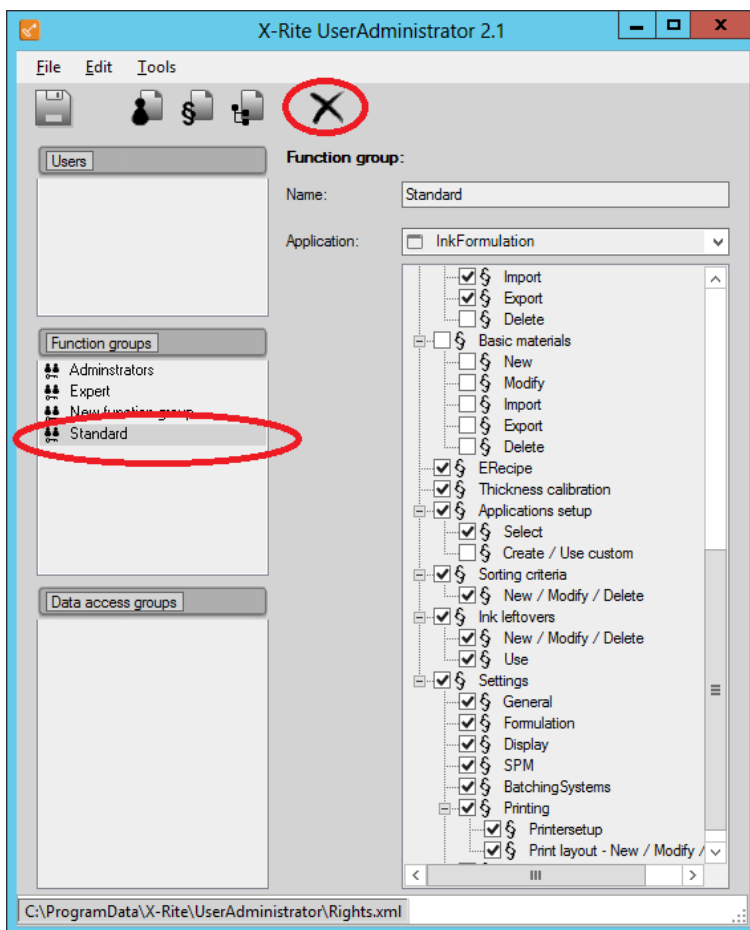 X-Rite UserAdministrator 2.1
File Edit Tools
Users
Function groups
Adminstrators
Expert
New function group
Standard
Data access groups
Function group:
Name: Standard
Application: InkFormulation
§ Import
§ Export
§ Delete
§ Basic materials
§ New
§ Modify
§ Import
§ Export
§ Delete
§ ERecipe
§ Thickness calibration
§ Applications setup
§ Select
§ Create / Use custom
§ Sorting criteria
§ New / Modify / Delete
§ Ink leftovers
§ New / Modify / Delete
§ Use
§ Settings
§ General
§ Formulation
§ Display
§ SPM
§ BatchingSystems
§ Printing
§ Printersetup
§ Print layout - New / Modify /
C:\ProgramData\X-Rite\UserAdministrator\Rights.xml